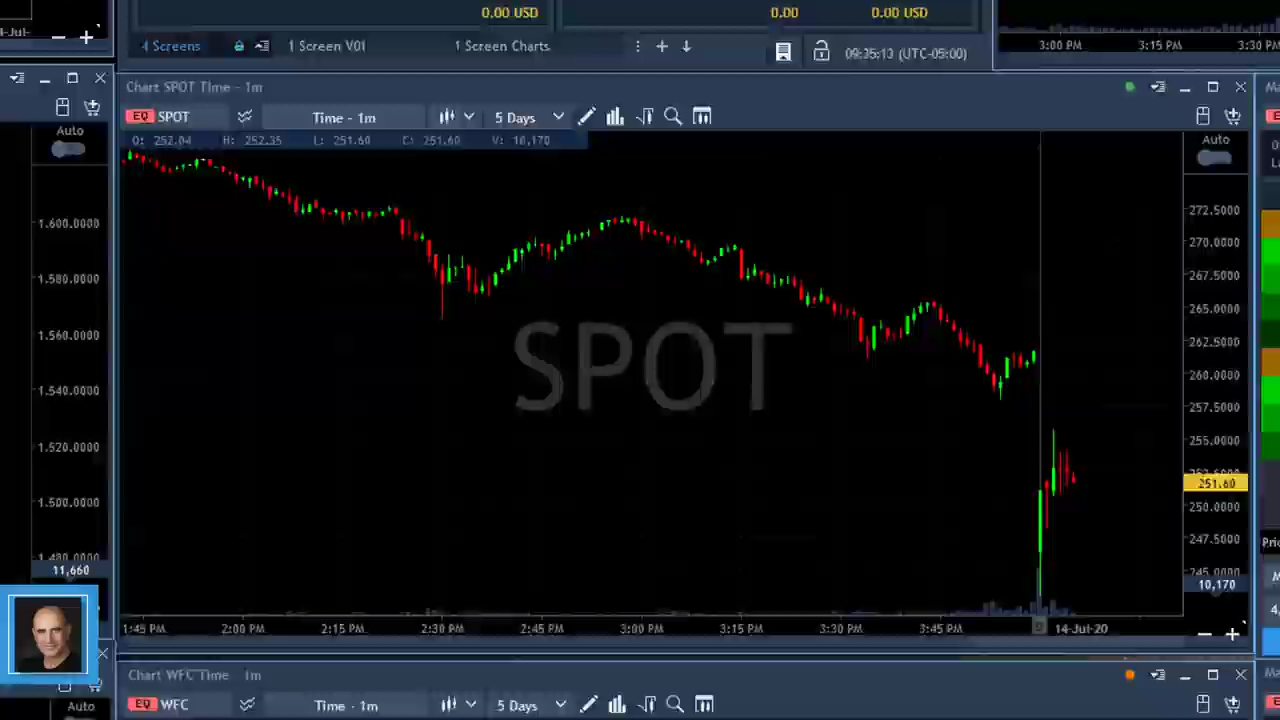 0.00 USD
0.00
0.00 USD
4 Screens
1 Screen V01
1 Screen Charts
09:35:13 (UTC-05:00)
3:00 PM 3:15 PM 3:30 PM
Chart SPOT Time - 1m
EQ SPOT
Time - 1m
5 Days
O: 252.04 H: 252.35 L: 251.60 C: 251.60 V: 10,170
Auto
Auto
1.600.0000
1.580.0000
1.560.0000
1.540.0000
1.520.0000
1.500.0000
1.480.0000
11,660
SPOT
272.5000
270.0000
267.5000
265.0000
262.5000
260.0000
257.5000
255.0000
252.5000
251.60
250.0000
247.5000
245.0000
10,170
1:45 PM 2:00 PM 2:15 PM 2:30 PM 2:45 PM 3:00 PM 3:15 PM 3:30 PM 3:45 PM 14-Jul-20
Chart WFC Time 1m
EQ WFC
Time - 1m
5 Days
Auto
Auto